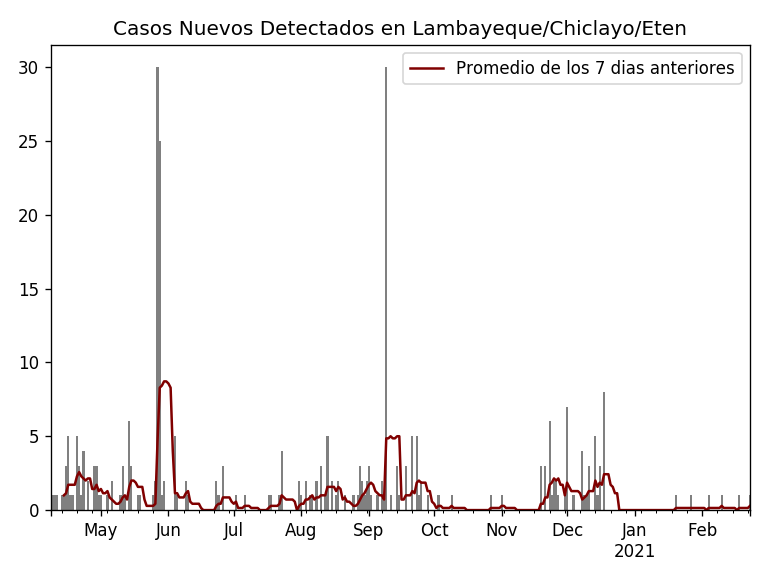 Casos Nuevos Detectados en Lambayeque/Chiclayo/Eten
Promedio de los 7 dias anteriores
30
25
20
15
10
5
0
May Jun Jul Aug Sep Oct Nov Dec Jan Feb
2021